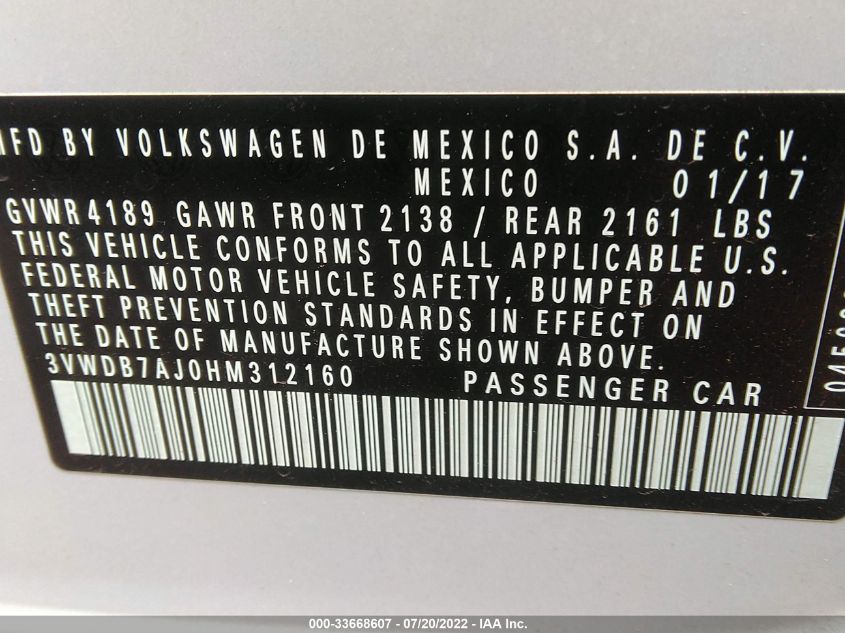 MFD BY VOLKSWAGEN DE MEXICO S.A. DE C.V.
MEXICO 01/17
GVWR 4189 GAWR FRONT 2138 / REAR 2161 LBS
THIS VEHICLE CONFORMS TO ALL APPLICABLE U.S.
FEDERAL MOTOR VEHICLE SAFETY, BUMPER AND
THEFT PREVENTION STANDARDS IN EFFECT ON
THE DATE OF MANUFACTURE SHOWN ABOVE.
3VWDB7AJ0HM312160 PASSENGER CAR
000-33668607 - 07/20/2022 - IAA Inc.